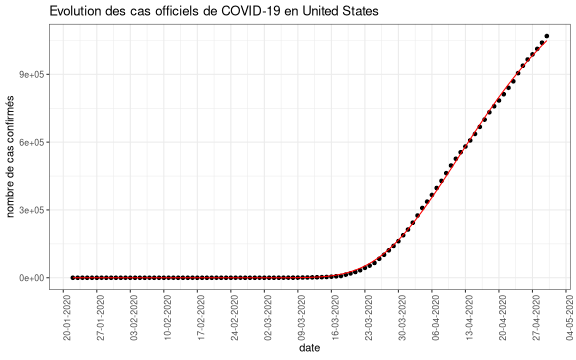 Evolution des cas officiels de COVID-19 en United States
nombre de cas confirmés
9e+05
6e+05
3e+05
0e+00
20-01-2020
27-01-2020
03-02-2020
10-02-2020
17-02-2020
24-02-2020
02-03-2020
09-03-2020
16-03-2020
23-03-2020
30-03-2020
06-04-2020
13-04-2020
20-04-2020
27-04-2020
04-05-2020
date